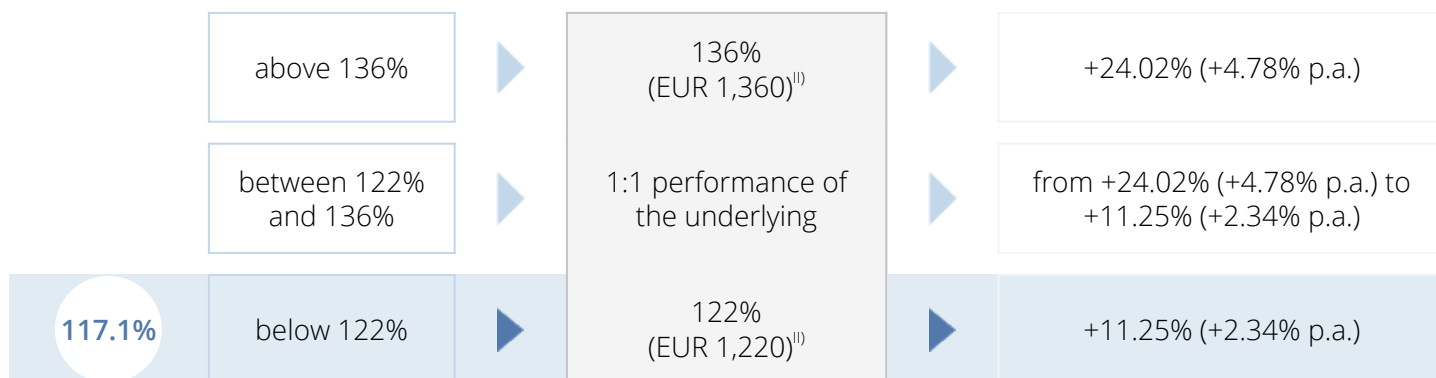 above 136%
136%
(EUR 1,360)II)
+24.02% (+4.78% p.a.)
between 122%
and 136%
1:1 performance of
the underlying
from +24.02% (+4.78% p.a.) to
+11.25% (+2.34% p.a.)
117.1%
below 122%
122%
(EUR 1,220)II)
+11.25% (+2.34% p.a.)